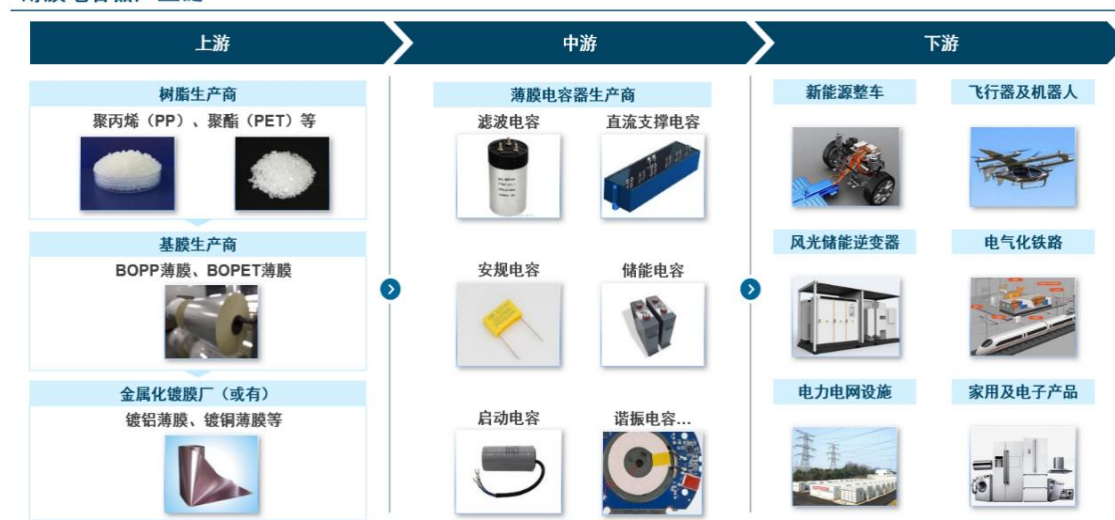 上游
中游
下游
树脂生产商
聚丙烯（PP）、聚酯（PET）等
基膜生产商
BOPP薄膜、BOPET薄膜
金属化镀膜厂（或有）
镀铝薄膜、镀铜薄膜等
薄膜电容器生产商
滤波电容
直流支撑电容
安规电容
储能电容
启动电容
谐振电容...
新能源整车
飞行器及机器人
风光储能逆变器
电气化铁路
电力电网设施
家用及电子产品